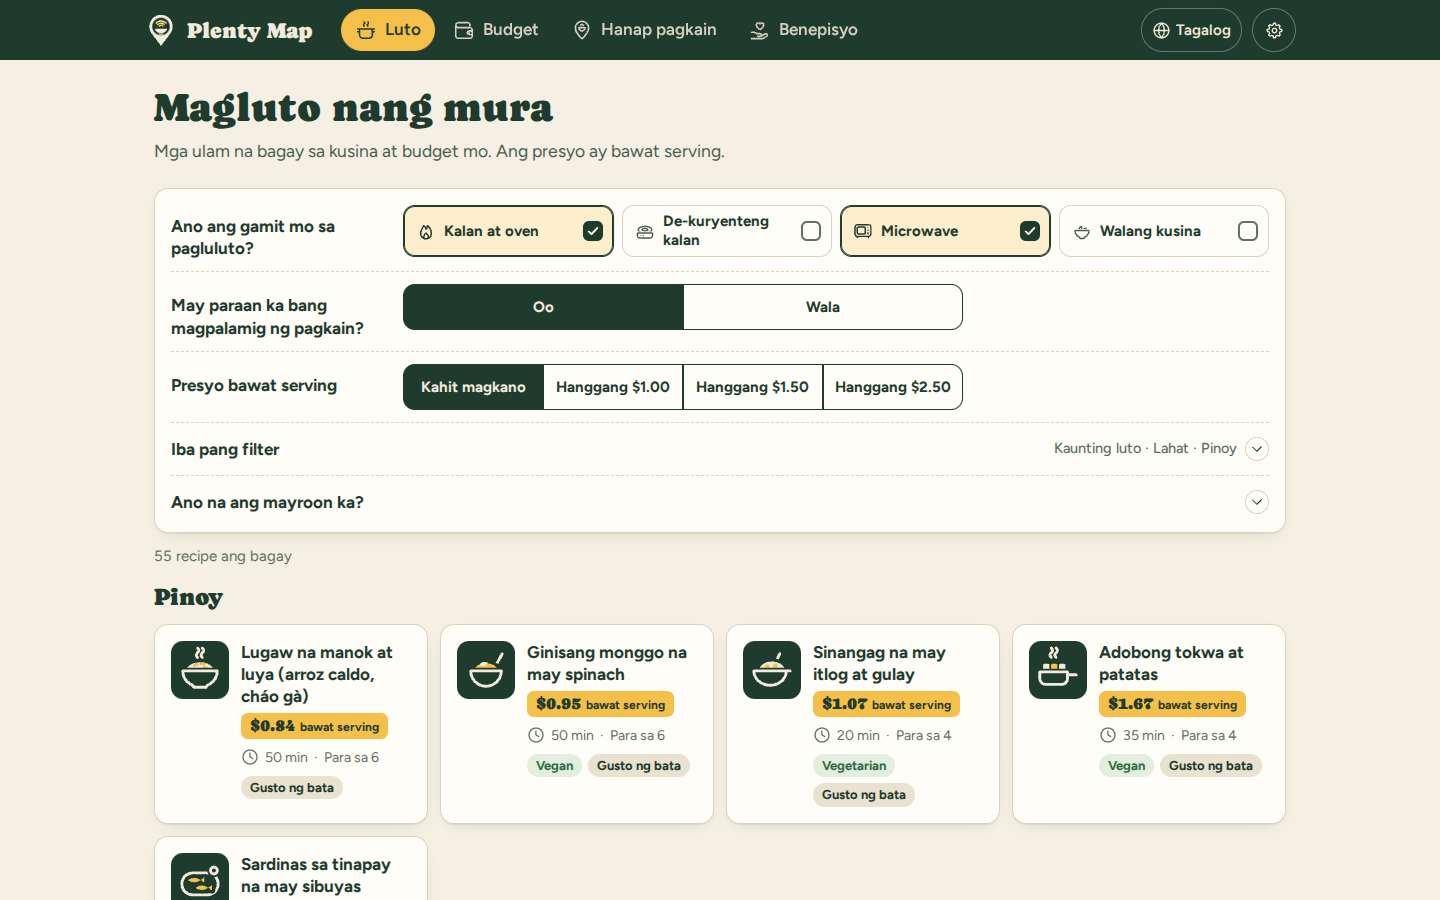 Plenty Map
Luto
Budget
Hanap pagkain
Benepisyo
Tagalog
Magluto nang mura
Mga ulam na bagay sa kusina at budget mo. Ang presyo ay bawat serving.
Ano ang gamit mo sa
pagluluto?
Kalan at oven
De-kuryenteng
kalan
Microwave
Walang kusina
May paraan ka bang
magpalamig ng pagkain?
Oo
Wala
Presyo bawat serving
Kahit magkano
Hanggang $1.00
Hanggang $1.50
Hanggang $2.50
Iba pang filter
Kaunting luto · Lahat · Pinoy
Ano na ang mayroon ka?
55 recipe ang bagay
Pinoy
Lugaw na manok at
luya (arroz caldo,
cháo gà)
$0.84 bawat serving
50 min · Para sa 6
Gusto ng bata
Ginisang monggo na
may spinach
$0.95 bawat serving
50 min · Para sa 6
Vegan
Gusto ng bata
Sinangag na may
itlog at gulay
$1.07 bawat serving
20 min · Para sa 4
Vegetarian
Gusto ng bata
Adobong tokwa at
patatas
$1.67 bawat serving
35 min · Para sa 4
Vegan
Gusto ng bata
Sardinas sa tinapay
na may sibuyas